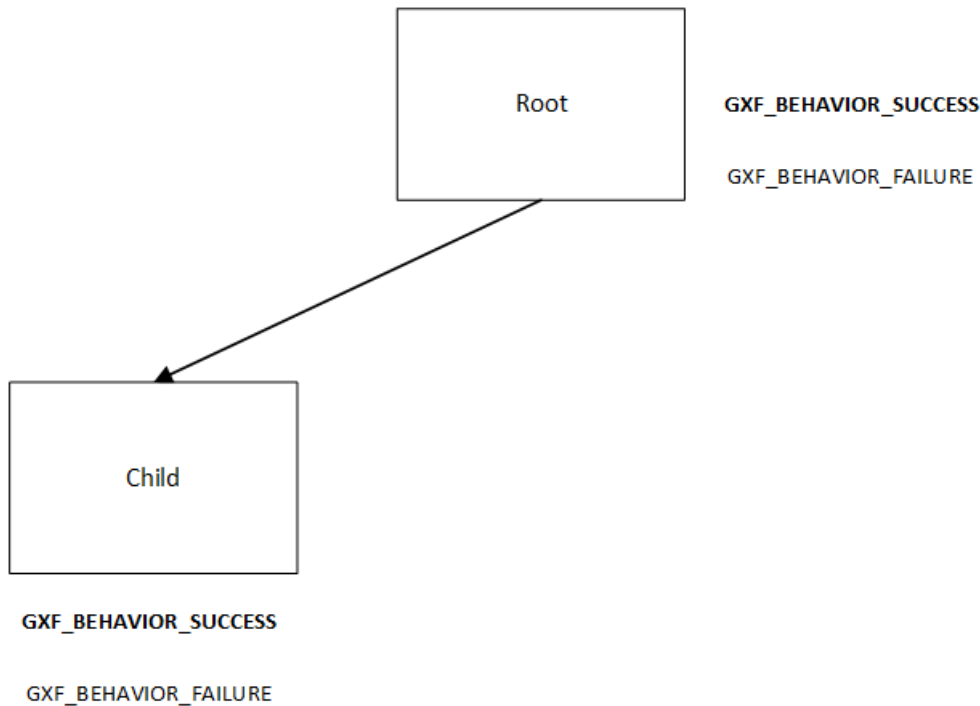 Root
GXF_BEHAVIOR_SUCCESS
GXF_BEHAVIOR_FAILURE
Child
GXF_BEHAVIOR_SUCCESS
GXF_BEHAVIOR_FAILURE